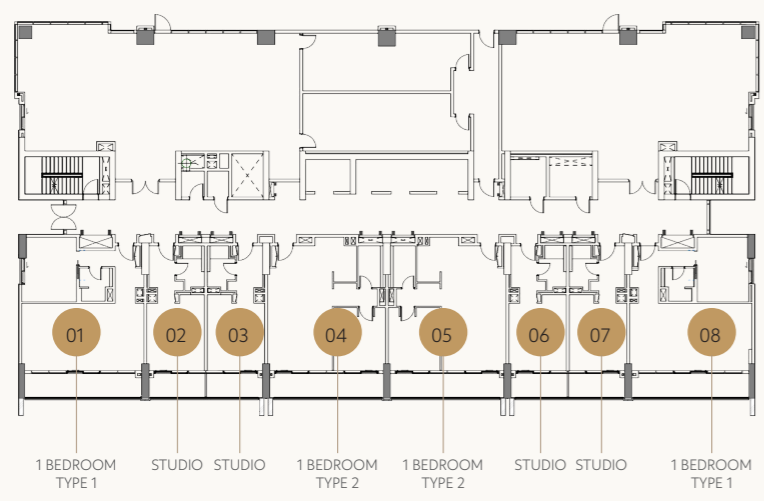 01
02
03
04
05
06
07
08
1 BEDROOM
TYPE 1
STUDIO
STUDIO
1 BEDROOM
TYPE 2
1 BEDROOM
TYPE 2
STUDIO
STUDIO
1 BEDROOM
TYPE 1